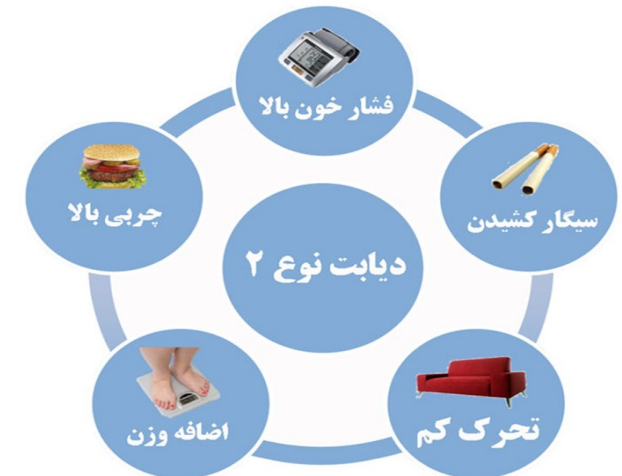 فشار خون بالا
سیگار کشیدن
چربی بالا
دیابت نوع ۲
تحرک کم
اضافه وزن